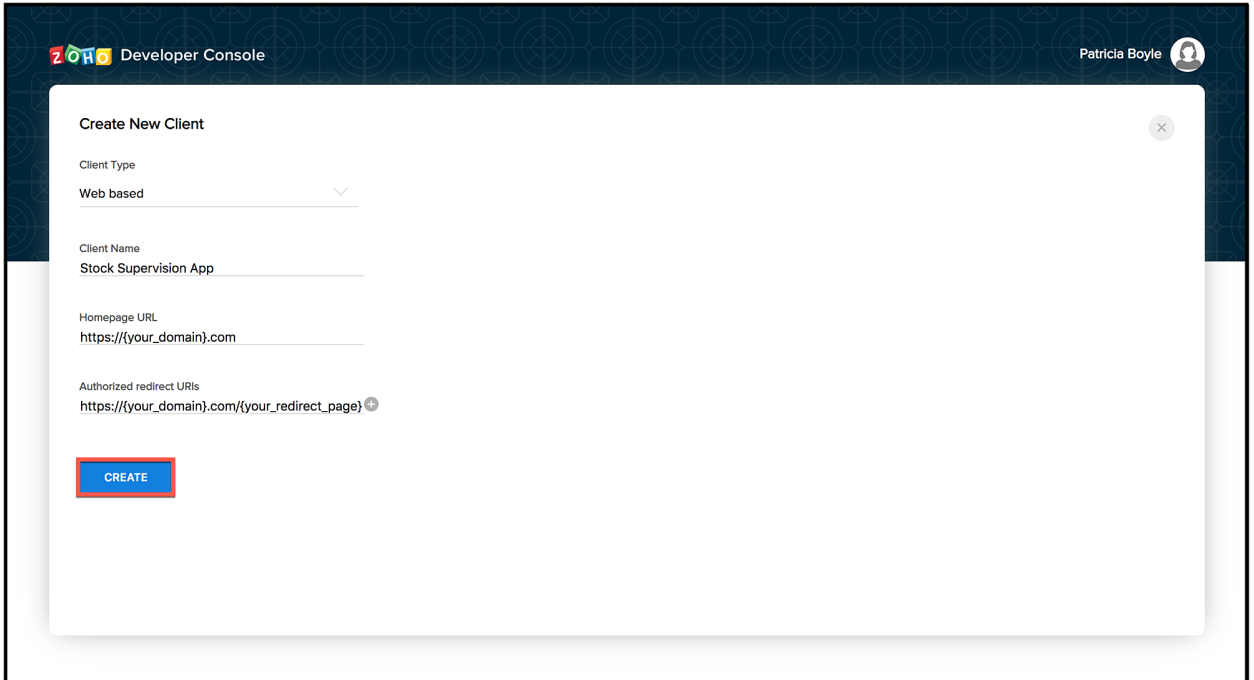 ZOHO Developer Console
Patricia Boyle
Create New Client
Client Type
Web based
Client Name
Stock Supervision App
Homepage URL
https://{your_domain}.com
Authorized redirect URIs
https://{your_domain}.com/{your_redirect_page}
CREATE